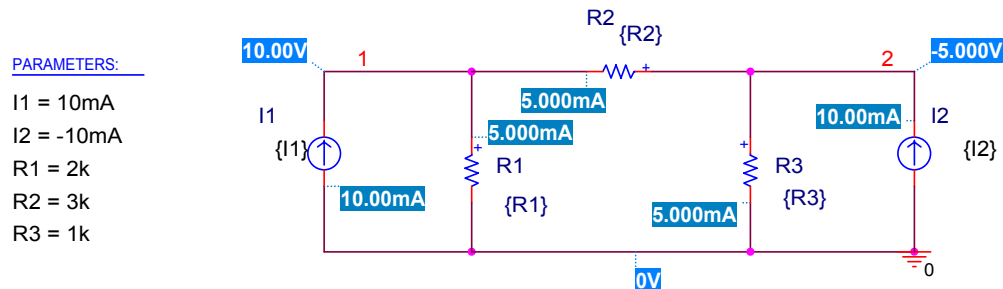 R2
{R2}
10.00V
1
2
-5.000V
PARAMETERS:
I1 = 10mA
I2 = -10mA
R1 = 2k
R2 = 3k
R3 = 1k
5.000mA
10.00mA
I1
I2
5.000mA
{I1}
{I2}
R1
R3
10.00mA
{R1}
{R3}
5.000mA
0V
0
+
+
+